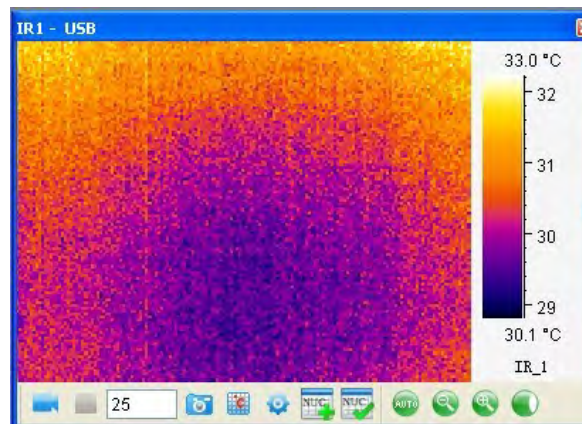 IR1 - USB
33.0 °C
32
31
30
29
30.1 °C
IR_1
25
NUC
NUC
AUTO